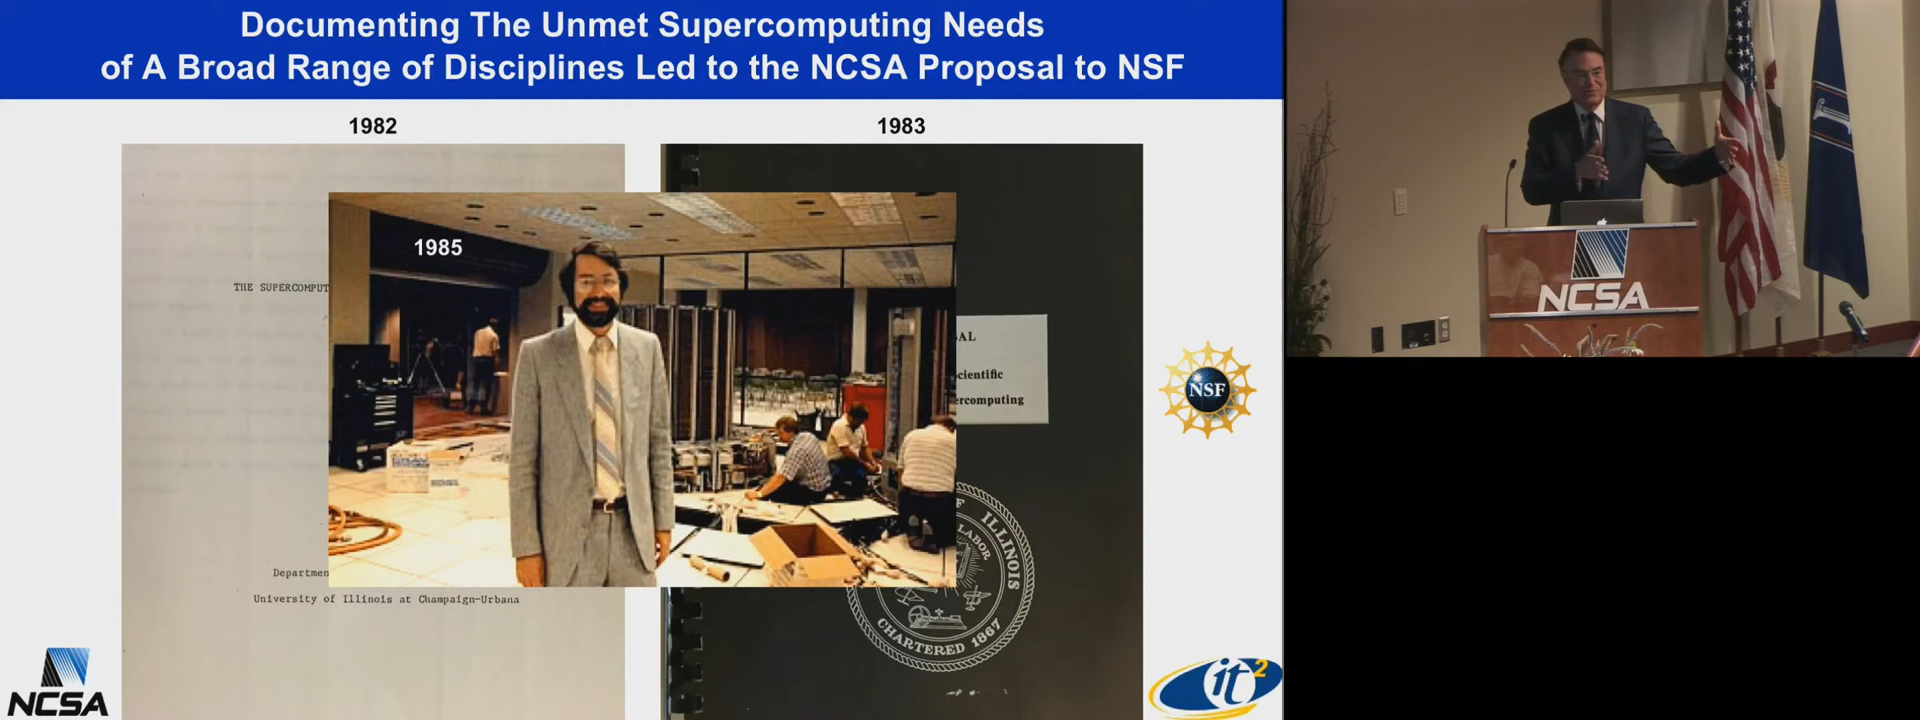 Documenting The Unmet Supercomputing Needs
of A Broad Range of Disciplines Led to the NCSA Proposal to NSF
1982
1983
THE SUPERCOMPUT
1985
AL
cientific
ercomputing
Departmen
University of Illinois at Champaign-Urbana
ILLINOIS
LABOR
CHARTERED 1867
NSF
NCSA
it2
NCSA